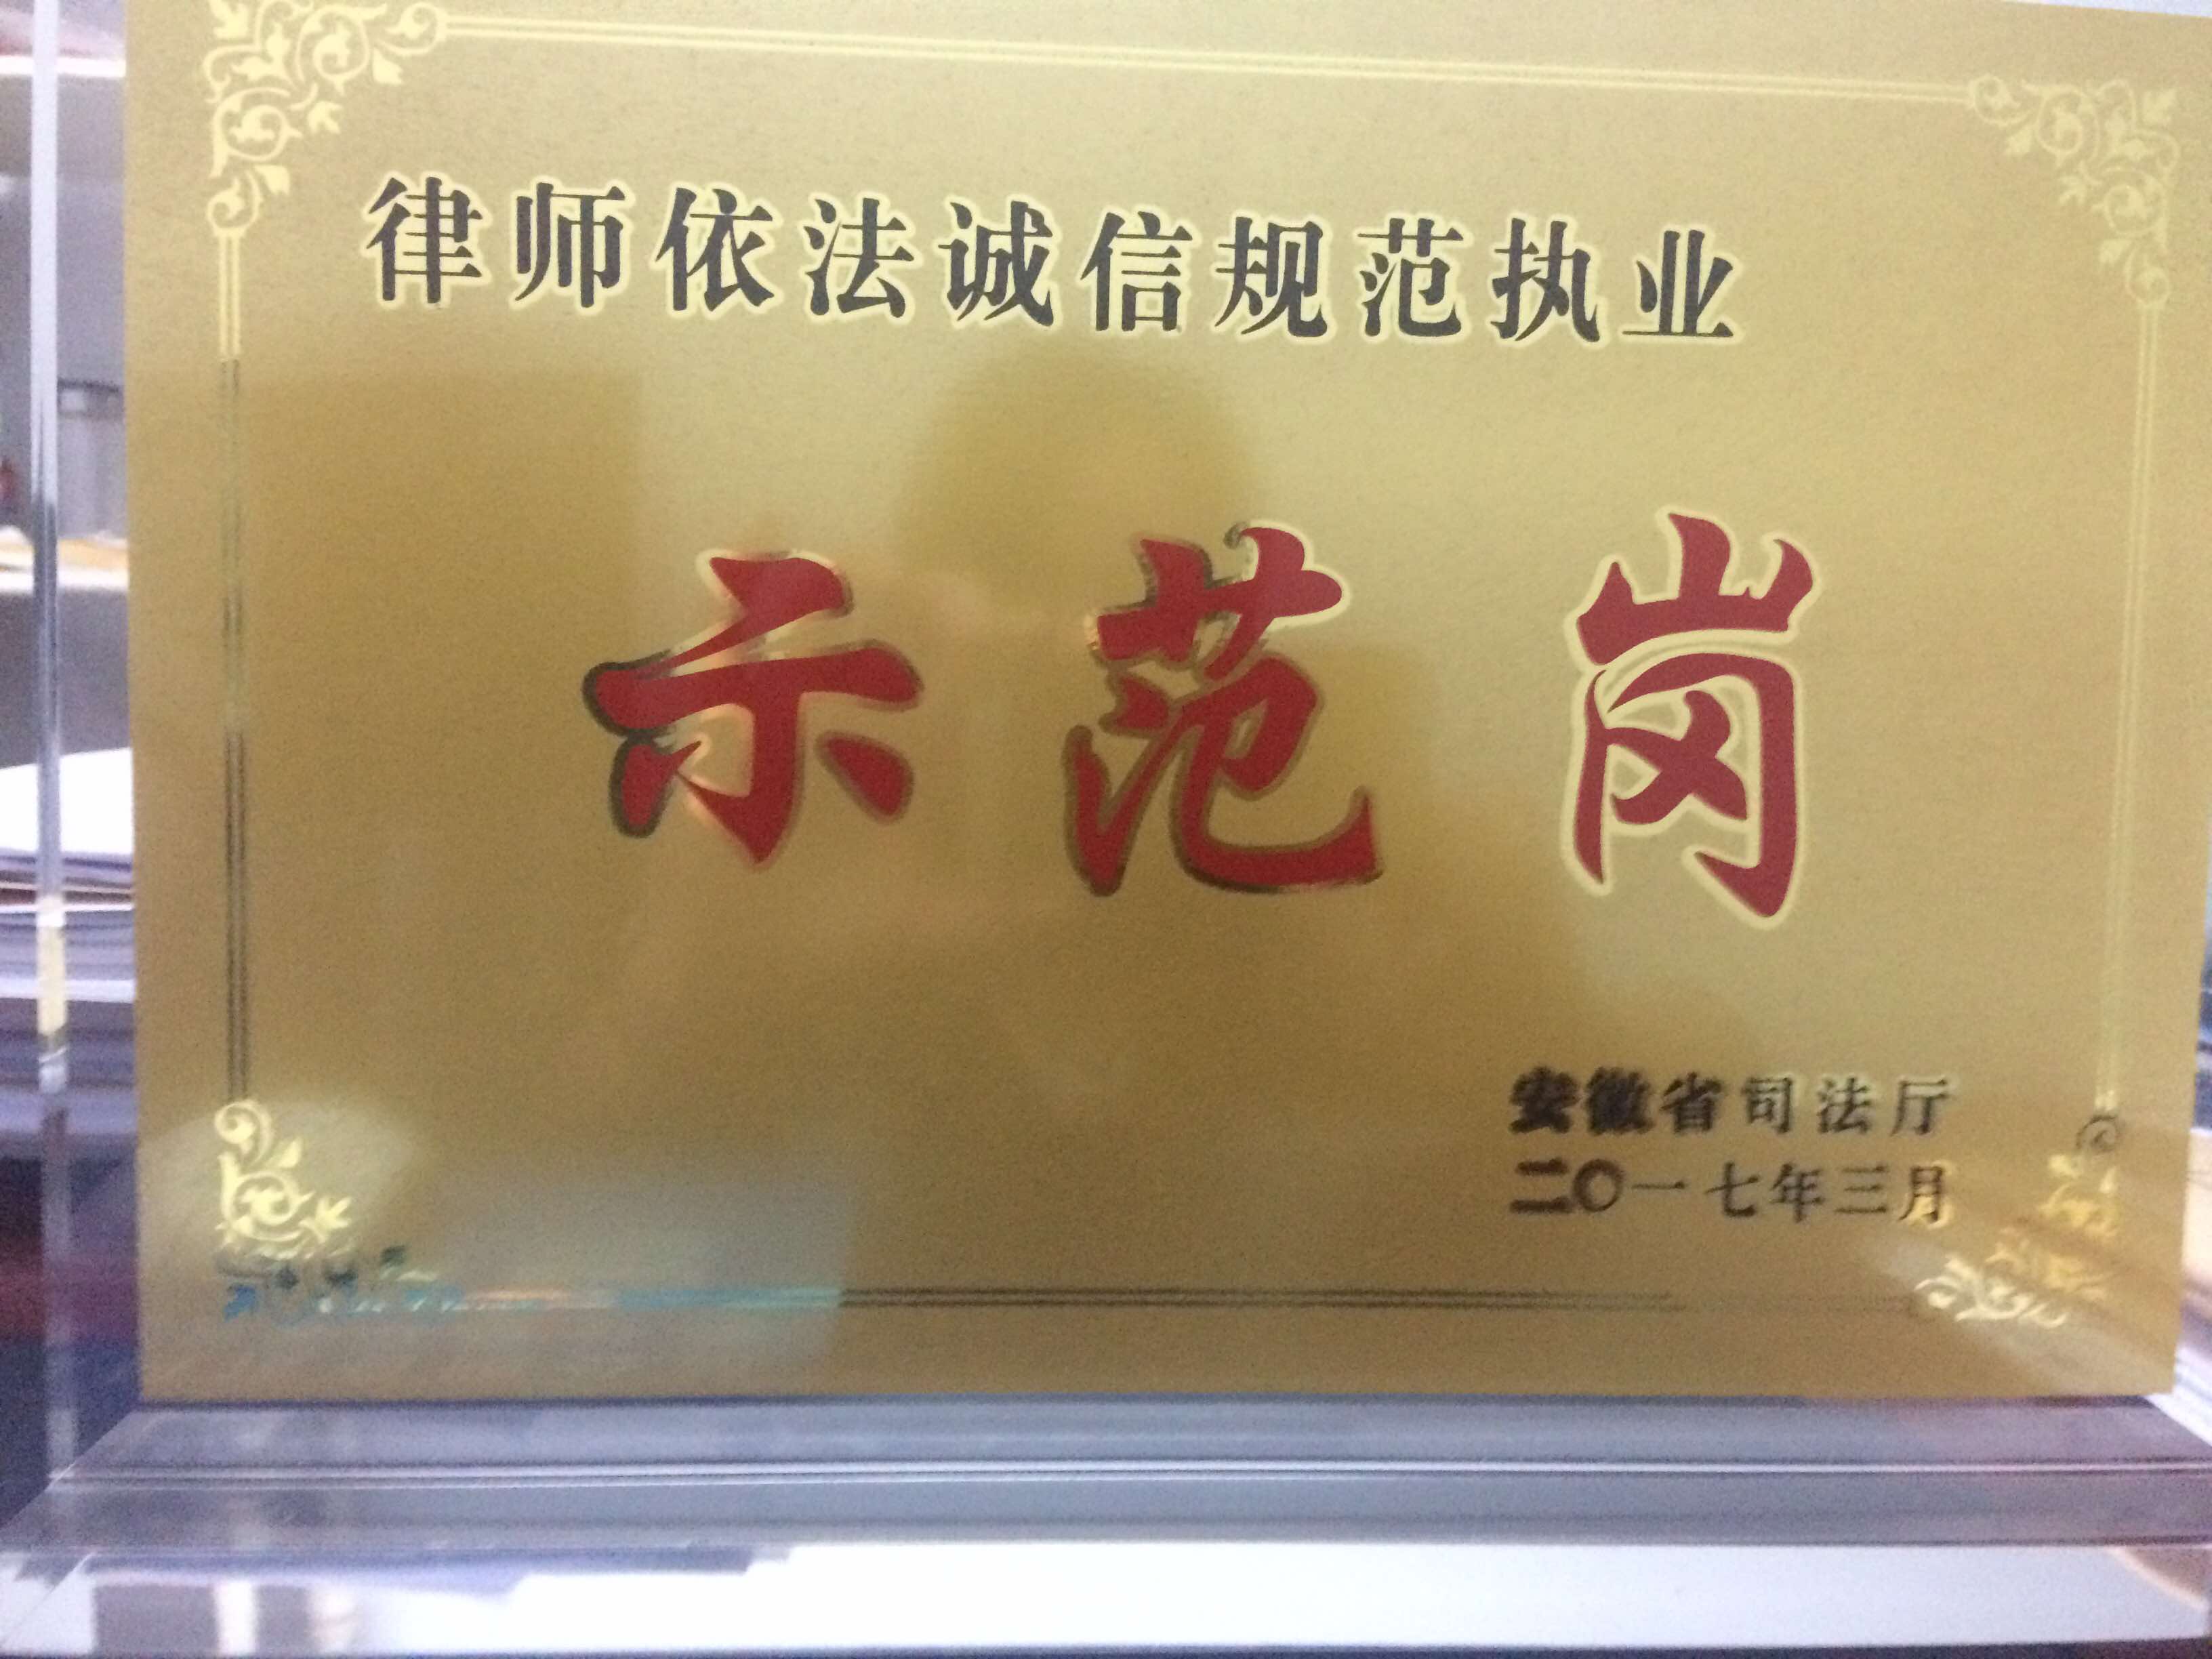 律师依法诚信规范执业
示范岗
安徽省司法厅
二〇一七年三月